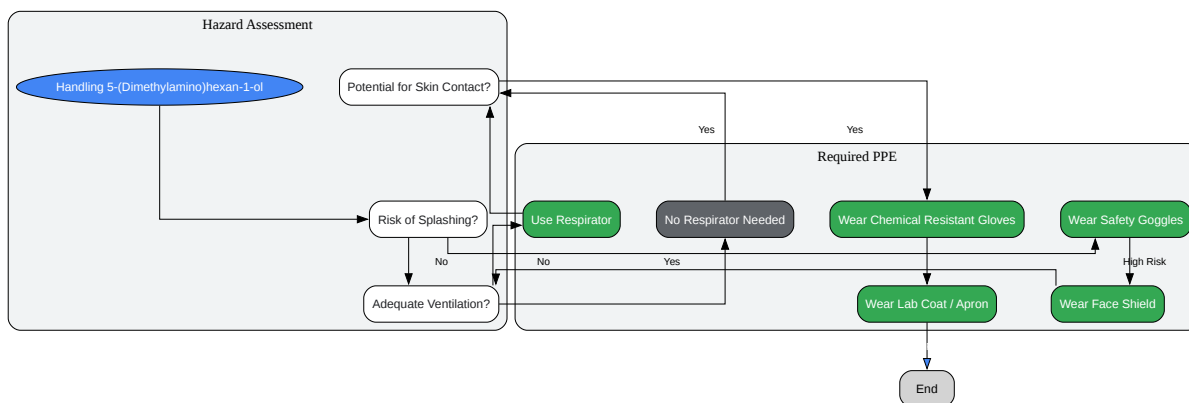 Hazard Assessment
Handling 5-(Dimethylamino)hexan-1-ol
Potential for Skin Contact?
Yes
Yes
Required PPE
Risk of Splashing?
Use Respirator
No Respirator Needed
Wear Chemical Resistant Gloves
Wear Safety Goggles
No
No
Yes
High Risk
Adequate Ventilation?
Wear Lab Coat / Apron
Wear Face Shield
End